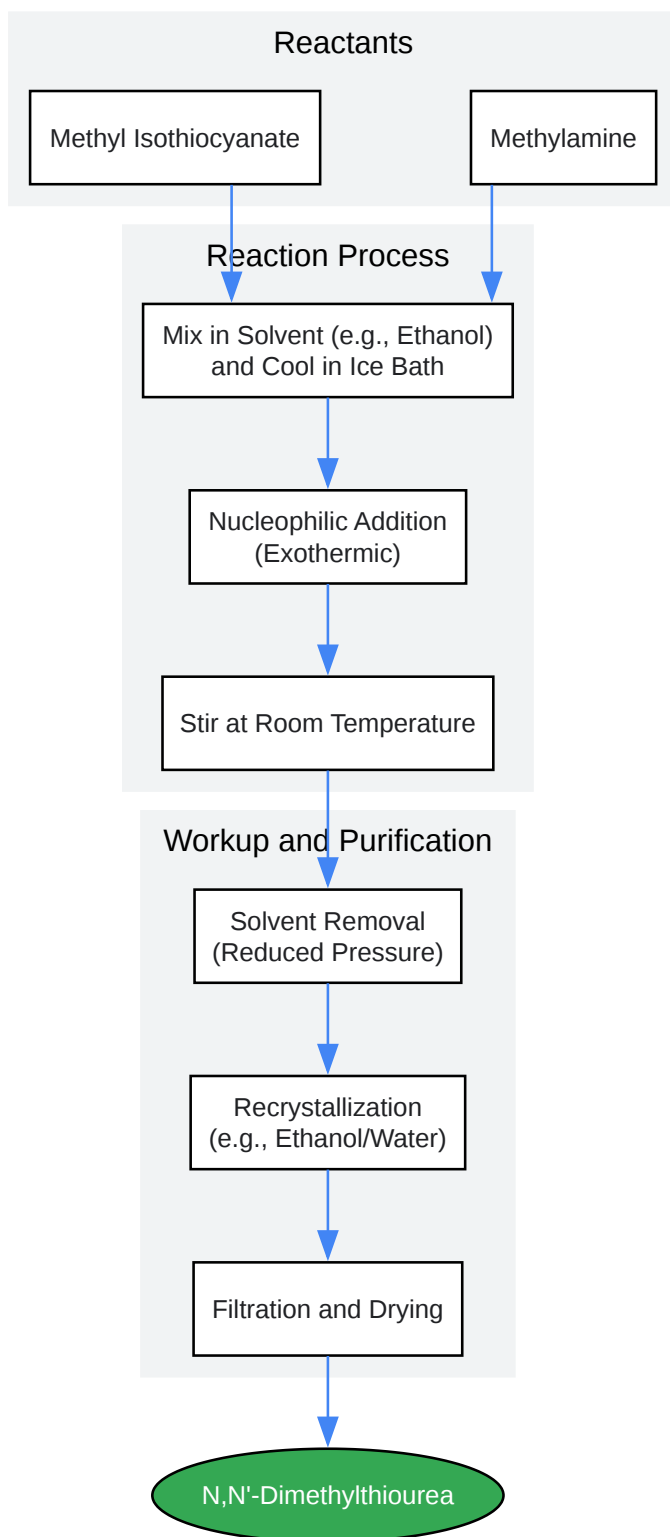 Reactants
Methyl Isothiocyanate
Methylamine
Reaction Process
Mix in Solvent (e.g., Ethanol)
and Cool in Ice Bath
Nucleophilic Addition
(Exothermic)
Stir at Room Temperature
Workup and Purification
Solvent Removal
(Reduced Pressure)
Recrystallization
(e.g., Ethanol/Water)
Filtration and Drying
N,N'-Dimethylthiourea